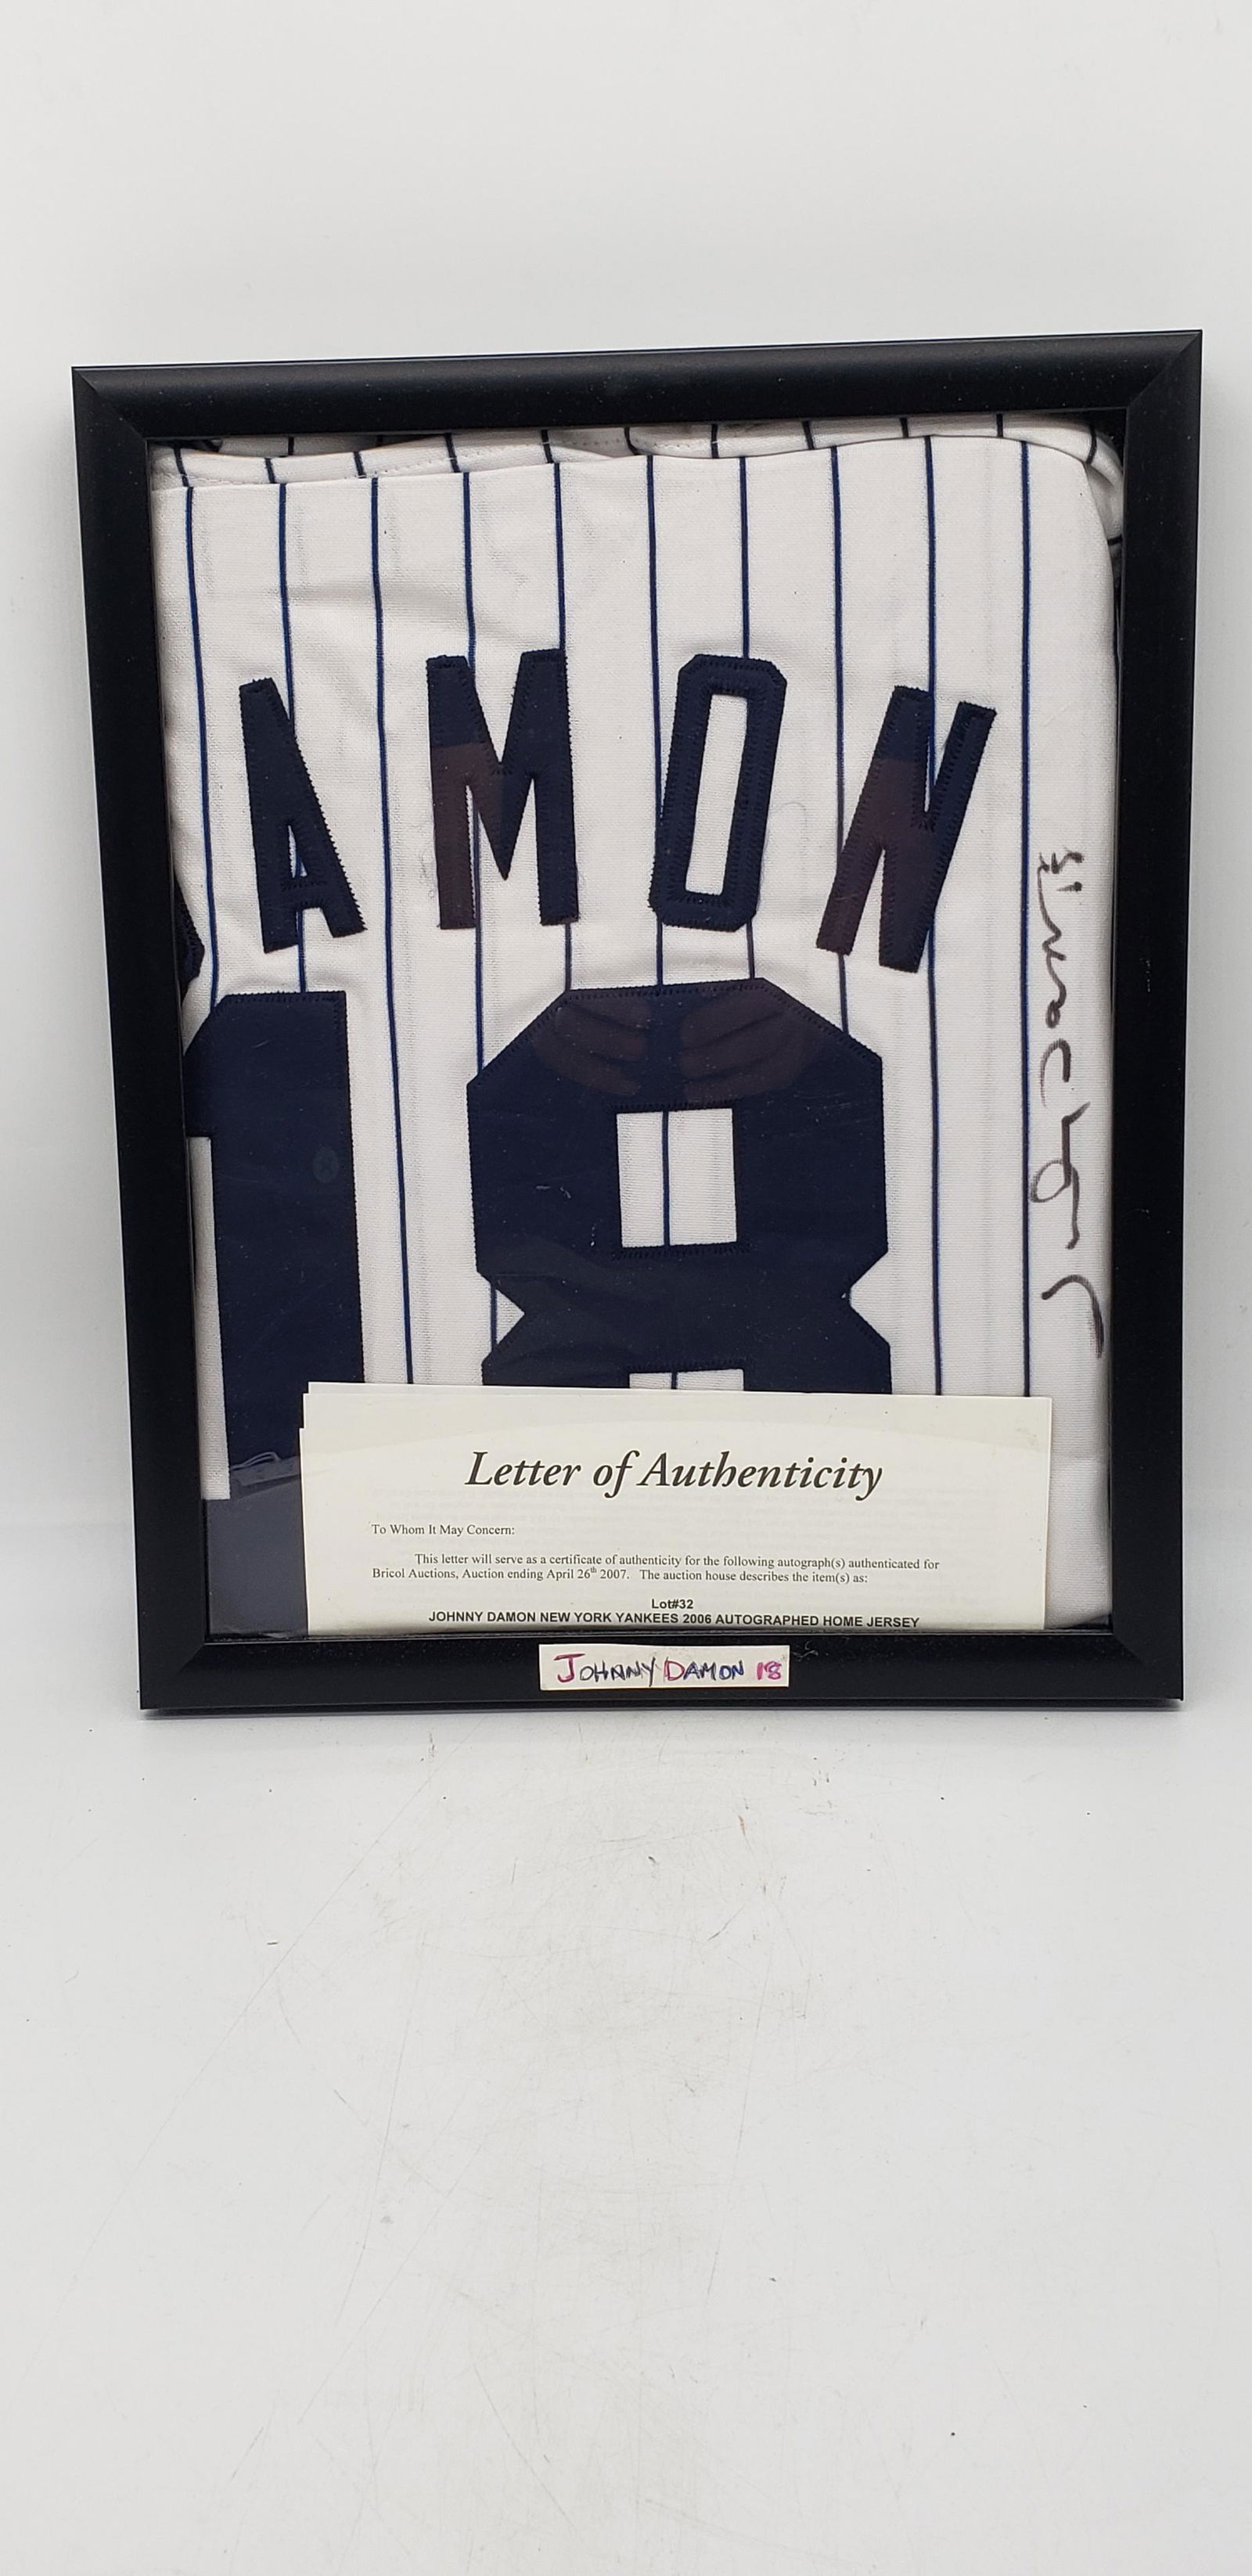 AMON
18
Letter of Authenticity
To Whom It May Concern:
This letter will serve as a certificate of authenticity for the following autograph(s) authenticated for
Bricol Auctions, Auction ending April 26th 2007. The auction house describes the item(s) as:
Lot#32
JOHNNY DAMON NEW YORK YANKEES 2006 AUTOGRAPHED HOME JERSEY
JOHNNY DAMON 18